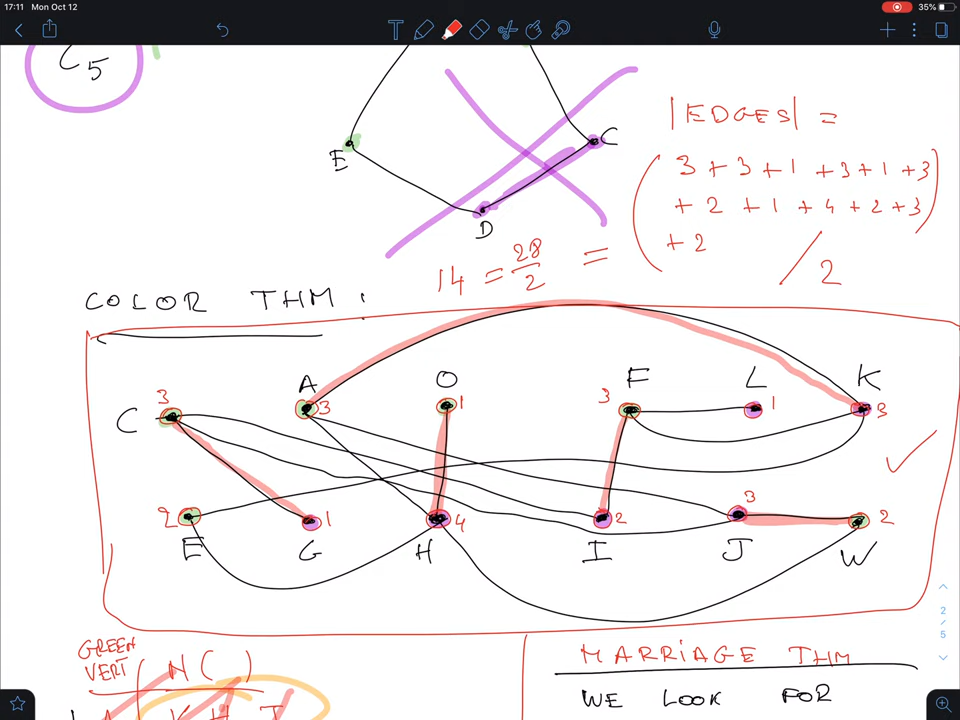 17:11 Mon Oct 12
35%
C5
E
C
D
|EDGES| =
( 3 + 3 + 1 + 3 + 1 + 3
+ 2 + 1 + 4 + 2 + 3 )
+ 2
/ 2
14 = 28/2 =
COLOR THM :
A O F L K
C 3 3 1 3 1 3
2 1 4 2 3 2
E G H I J W
2
/
5
GREEN
VERT N( )
MARRIAGE THM
WE LOOK FOR
K H J